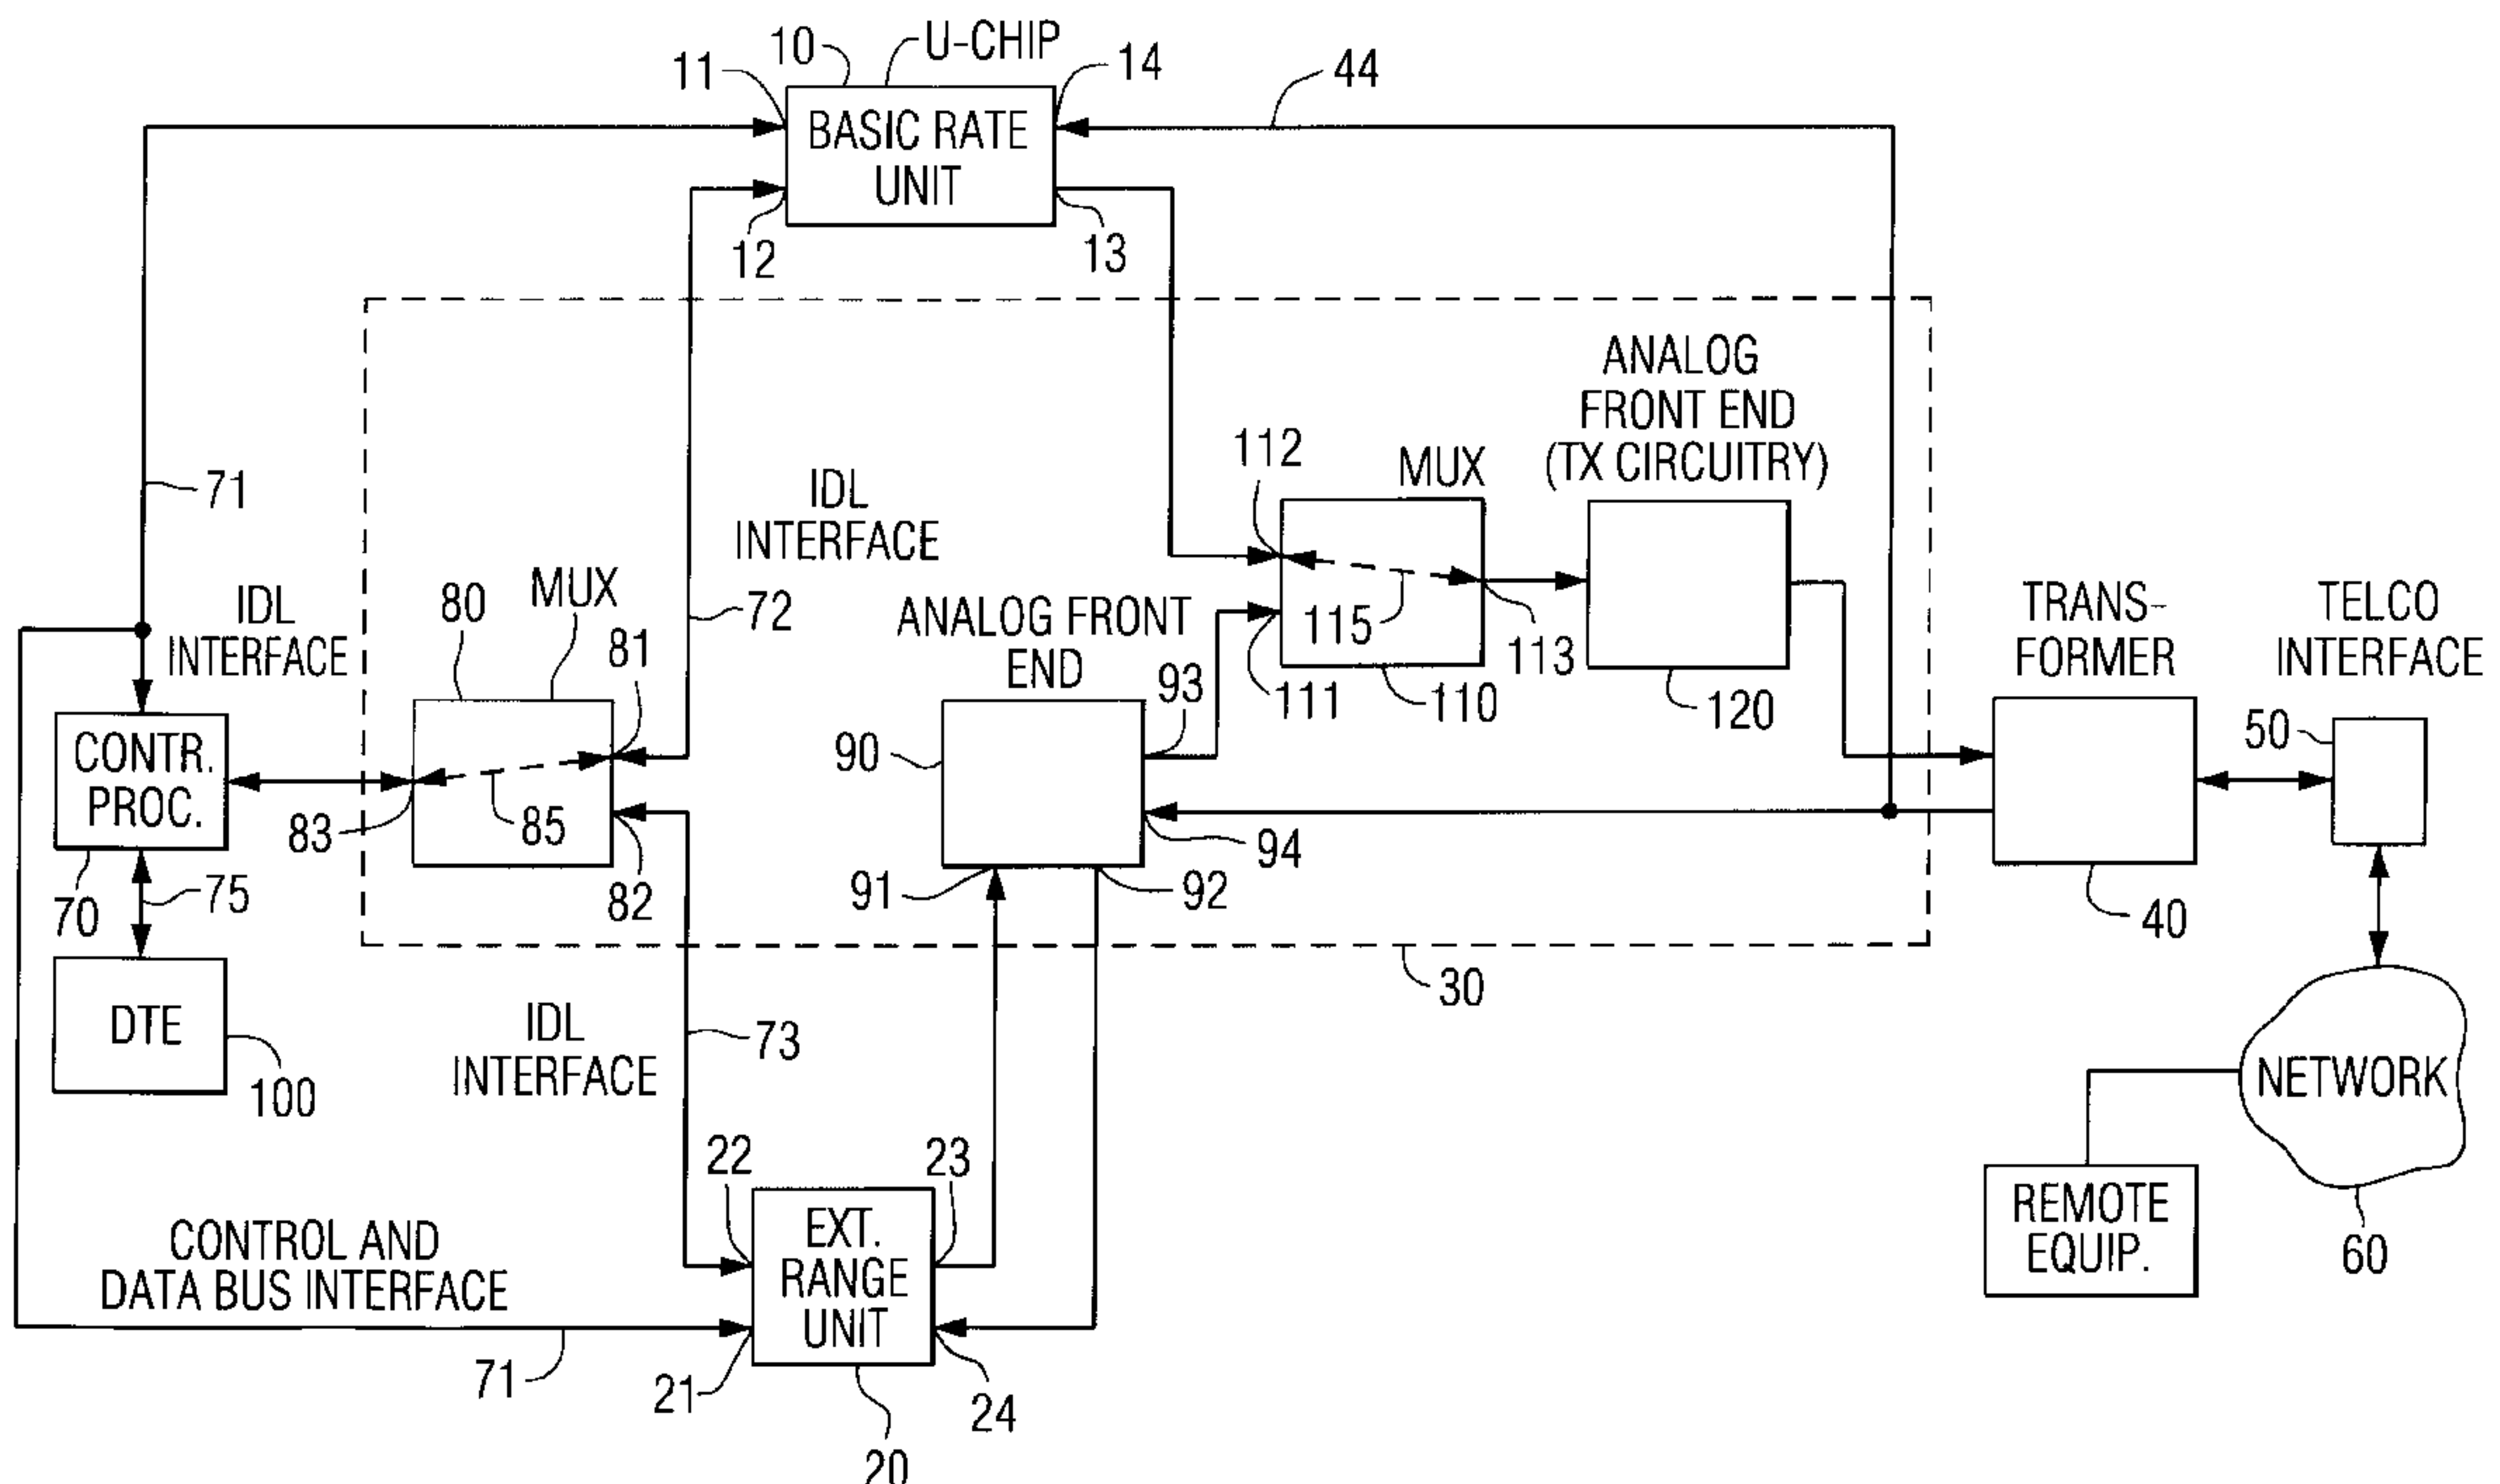 10
U-CHIP
11
14
44
BASIC RATE
UNIT
12
13
71
IDL
INTERFACE
80
MUX
81
83
85
82
CONTR.
PROC.
70
75
DTE
100
IDL
INTERFACE
72
ANALOG FRONT
END
90
93
94
91
92
112
MUX
115
111
110
113
ANALOG
FRONT END
(TX CIRCUITRY)
120
TRANS-
FORMER
40
TELCO
INTERFACE
50
30
IDL
INTERFACE
73
NETWORK
60
REMOTE
EQUIP.
22
23
EXT.
RANGE
UNIT
CONTROL AND
DATA BUS INTERFACE
71
21
24
20